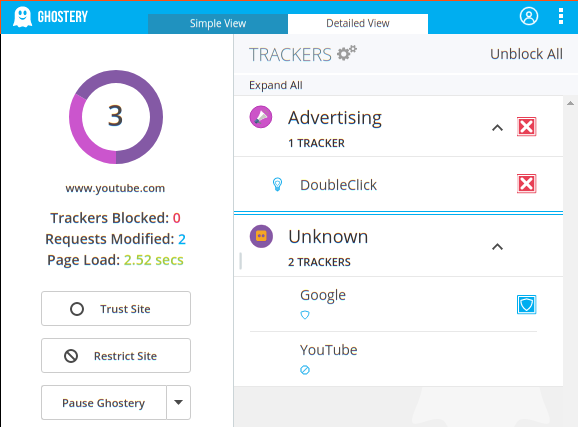 GHOSTERY
Simple View
Detailed View
TRACKERS
Unblock All
Expand All
3
www.youtube.com
Trackers Blocked: 0
Requests Modified: 2
Page Load: 2.52 secs
Trust Site
Restrict Site
Pause Ghostery
Advertising
1 TRACKER
DoubleClick
Unknown
2 TRACKERS
Google
YouTube